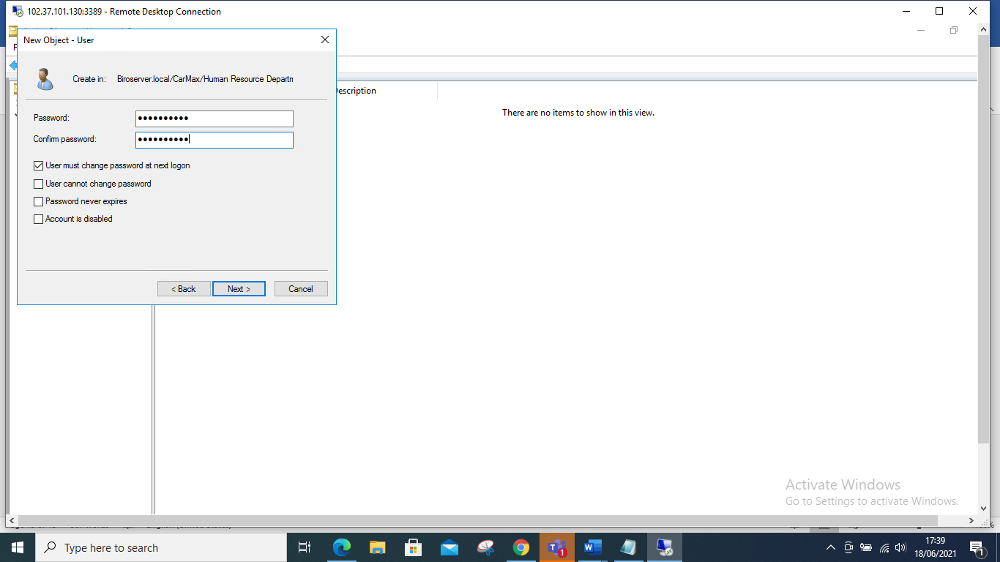 102.37.101.130:3389 - Remote Desktop Connection
New Object - User
Create in: Biroserver.local/CarMax/Human Resource Departn
Description
There are no items to show in this view.
Password: ●●●●●●●●●●
Confirm password: ●●●●●●●●●●
User must change password at next logon
User cannot change password
Password never expires
Account is disabled
< Back Next > Cancel
Activate Windows
Go to Settings to activate Windows.
Type here to search
1
17:39
18/06/2021
1